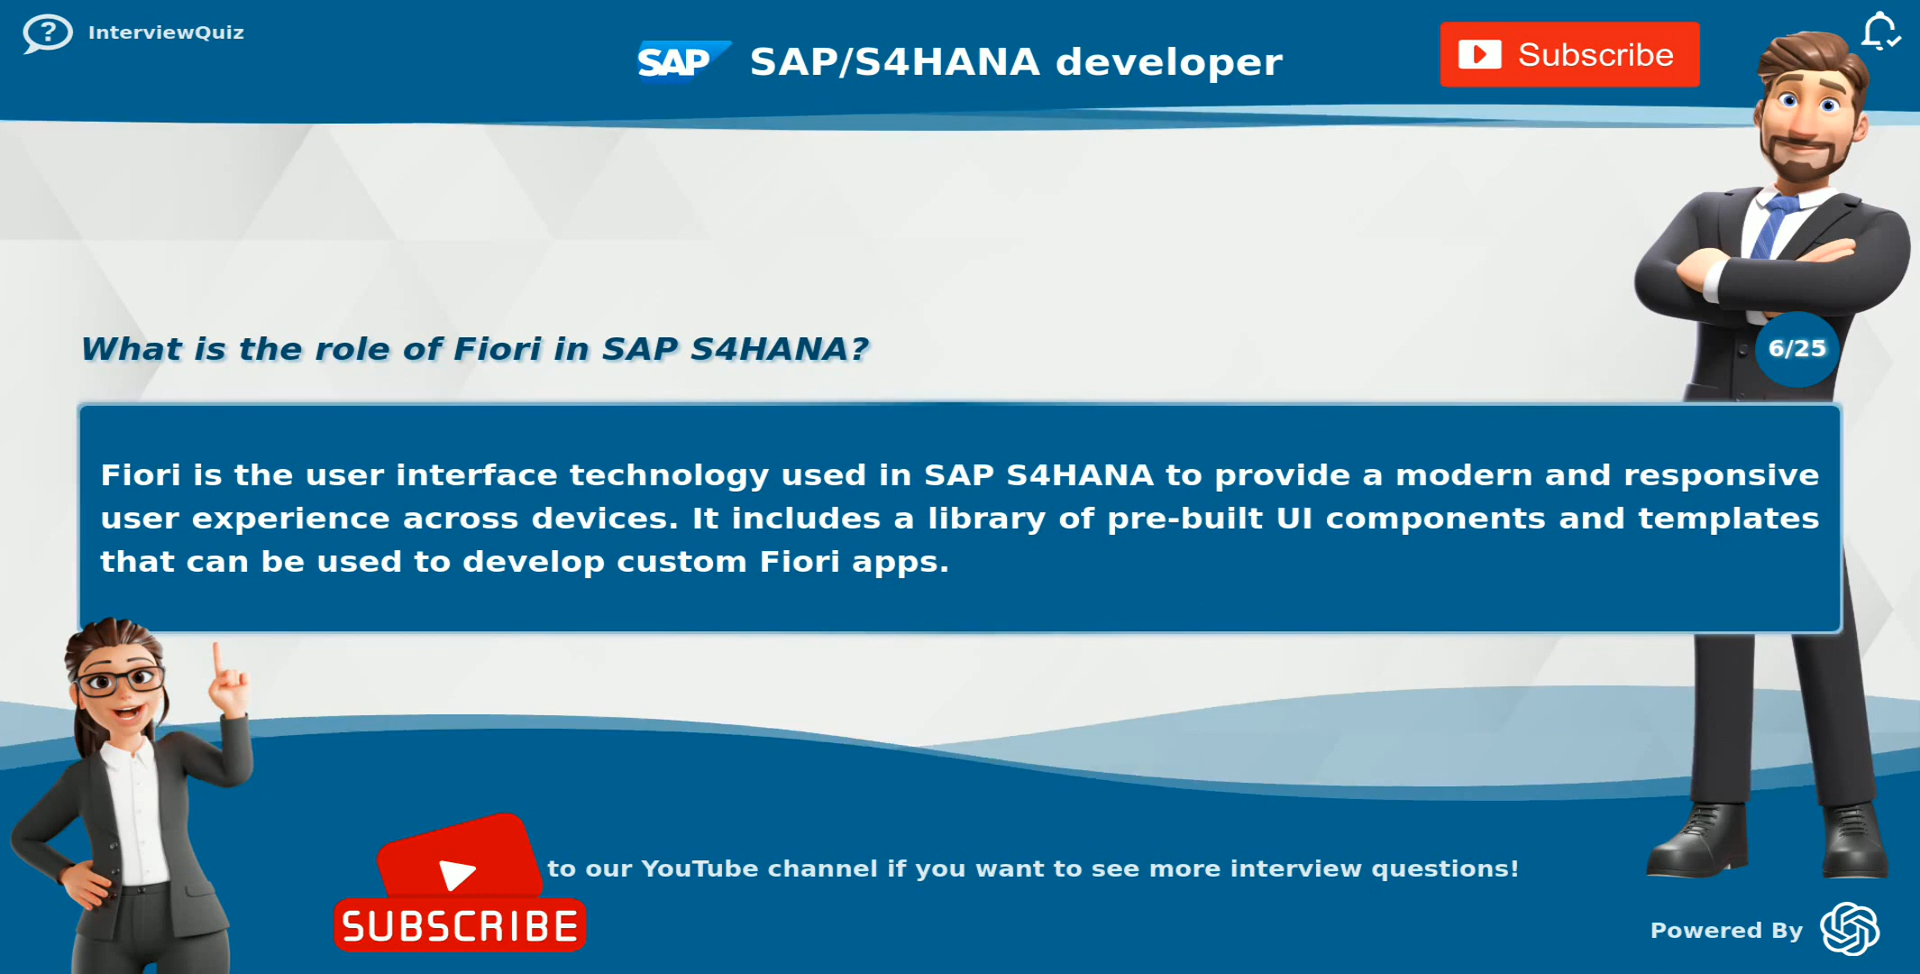 InterviewQuiz
SAP SAP/S4HANA developer
Subscribe
What is the role of Fiori in SAP S4HANA?
6/25
Fiori is the user interface technology used in SAP S4HANA to provide a modern and responsive
user experience across devices. It includes a library of pre-built UI components and templates
that can be used to develop custom Fiori apps.
to our YouTube channel if you want to see more interview questions!
SUBSCRIBE
Powered By